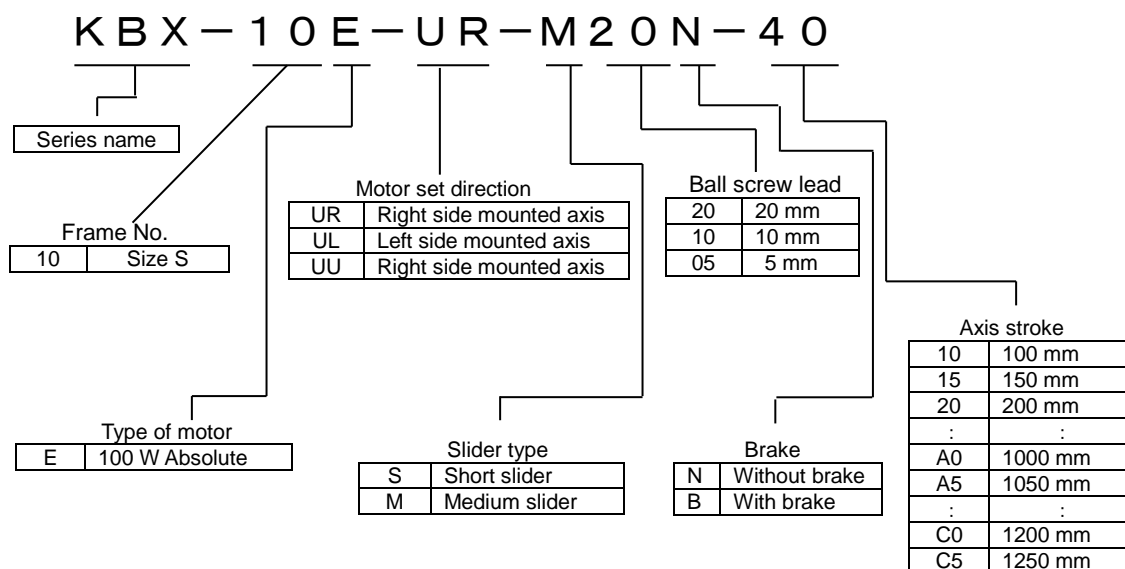 KBX-10E-UR-M20N-40
Series name
Motor set direction
UR Right side mounted axis
UL Left side mounted axis
UU Right side mounted axis
Ball screw lead
20 20 mm
10 10 mm
05 5 mm
Frame No.
10 Size S
Axis stroke
10 100 mm
15 150 mm
20 200 mm
: :
A0 1000 mm
A5 1050 mm
: :
C0 1200 mm
C5 1250 mm
Type of motor
E 100 W Absolute
Slider type
S Short slider
M Medium slider
Brake
N Without brake
B With brake